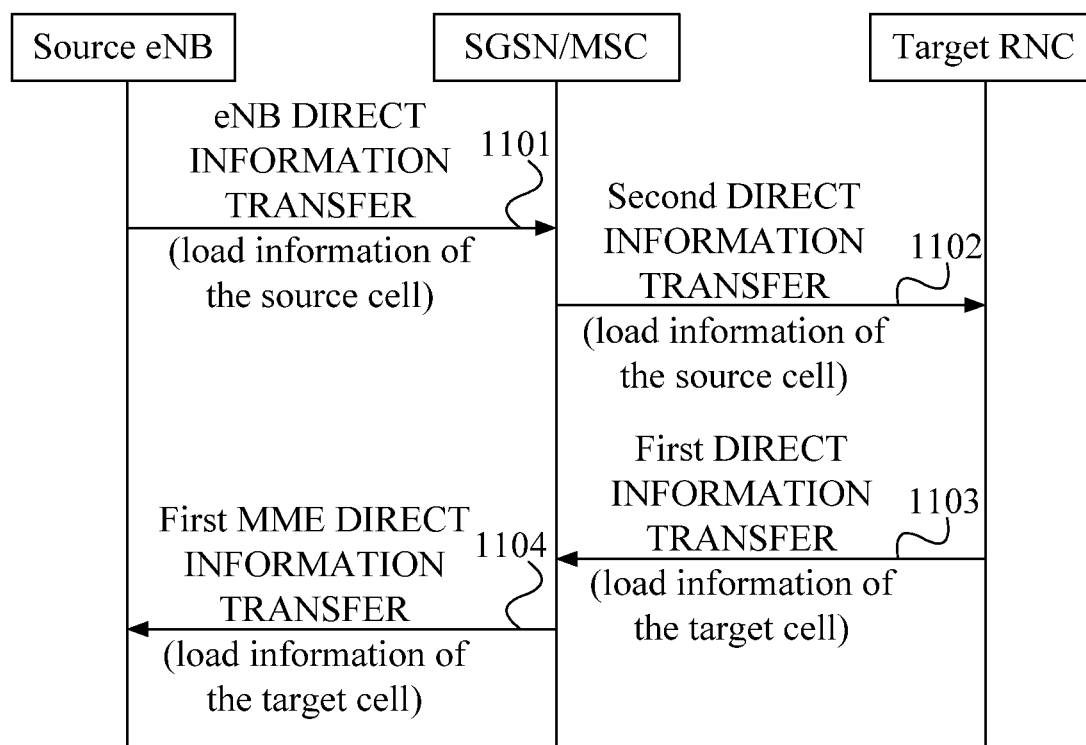 Source eNB
SGSN/MSC
Target RNC
eNB DIRECT
INFORMATION
TRANSFER
1101
(load information of
the source cell)
Second DIRECT
INFORMATION
TRANSFER
1102
(load information of
the source cell)
First DIRECT
INFORMATION
TRANSFER
1103
(load information of
the target cell)
First MME DIRECT
INFORMATION
TRANSFER
1104
(load information of
the target cell)